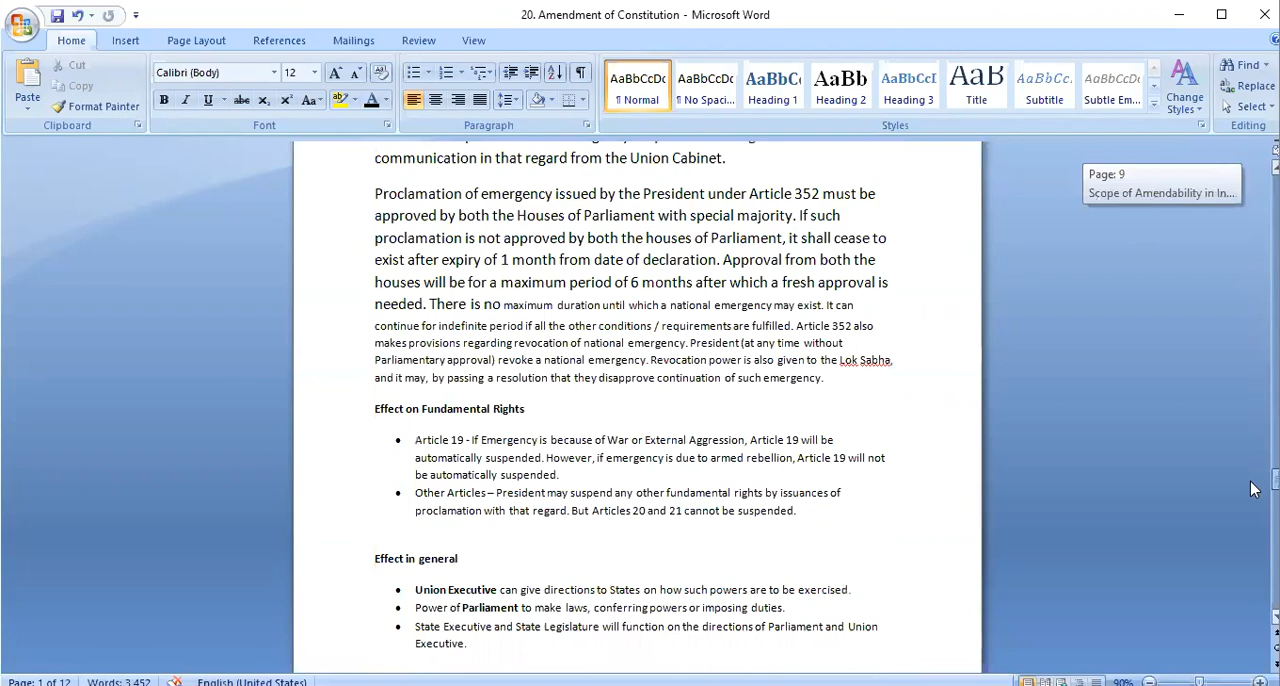 20. Amendment of Constitution - Microsoft Word
Home Insert Page Layout References Mailings Review View
Cut
Copy
Format Painter
Paste
Calibri (Body) 12
AaBbCcDc AaBbCcDc AaBbC AaBb AaBbCcI AaB AaBbCc. AaBbCcDc
¶ Normal ¶ No Spaci... Heading 1 Heading 2 Heading 3 Title Subtitle Subtle Em...
Change
Styles
Find
Replace
Select
Clipboard Font Paragraph Styles Editing
communication in that regard from the Union Cabinet.
Page: 9
Scope of Amendability in In...
Proclamation of emergency issued by the President under Article 352 must be
approved by both the Houses of Parliament with special majority. If such
proclamation is not approved by both the houses of Parliament, it shall cease to
exist after expiry of 1 month from date of declaration. Approval from both the
houses will be for a maximum period of 6 months after which a fresh approval is
needed. There is no maximum duration until which a national emergency may exist. It can
continue for indefinite period if all the other conditions / requirements are fulfilled. Article 352 also
makes provisions regarding revocation of national emergency. President (at any time without
Parliamentary approval) revoke a national emergency. Revocation power is also given to the Lok Sabha,
and it may, by passing a resolution that they disapprove continuation of such emergency.
Effect on Fundamental Rights
• Article 19 - If Emergency is because of War or External Aggression, Article 19 will be
automatically suspended. However, if emergency is due to armed rebellion, Article 19 will not
be automatically suspended.
• Other Articles – President may suspend any other fundamental rights by issuances of
proclamation with that regard. But Articles 20 and 21 cannot be suspended.
Effect in general
• Union Executive can give directions to States on how such powers are to be exercised.
• Power of Parliament to make laws, conferring powers or imposing duties.
• State Executive and State Legislature will function on the directions of Parliament and Union
Executive.
Page: 1 of 12 Words: 3,452 English (United States) 90%